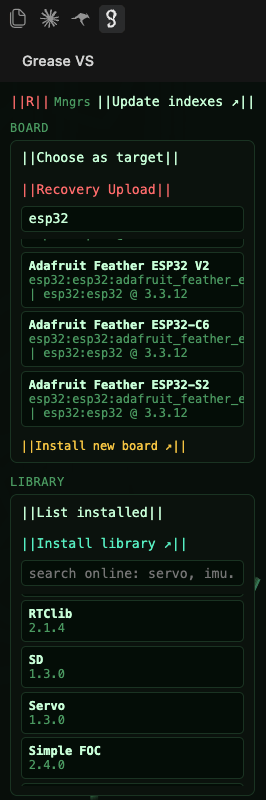 Grease VS
||R|| Mngrs ||Update indexes ↗||
BOARD
||Choose as target||
||Recovery Upload||
esp32
Adafruit Feather ESP32 V2
esp32:esp32:adafruit_feather_e
| esp32:esp32 @ 3.3.12
Adafruit Feather ESP32-C6
esp32:esp32:adafruit_feather_e
| esp32:esp32 @ 3.3.12
Adafruit Feather ESP32-S2
esp32:esp32:adafruit_feather_e
| esp32:esp32 @ 3.3.12
||Install new board ↗||
LIBRARY
||List installed||
||Install library ↗||
search online: servo, imu.
RTClib
2.1.4
SD
1.3.0
Servo
1.3.0
Simple FOC
2.4.0